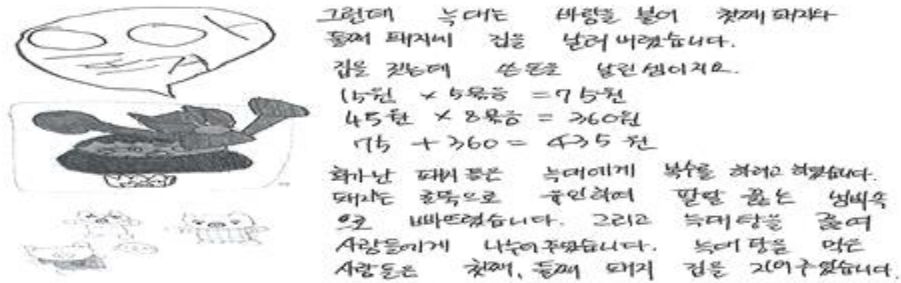 그런데 늑대는 바람을 불어 첫째 돼지와
둘째 돼지네 집을 날려 버렸습니다.
집을 짓는데 쓴 돈을 날린 셈이지요.
15원 × 5묶음 = 75원
45원 × 8묶음 = 360원
75 + 360 = 435원
화가 난 돼지 들은 늑대에게 복수를 하려고 하였습니다.
돼지는 굴뚝으로 유인하여 펄펄 끓는 냄비속
으로 빠뜨렸습니다. 그리고 늑대탕을 끓여
사람들에게 나누어주었습니다. 늑대탕을 먹은
사람들은 첫째, 둘째 돼지 집을 지어주었습니다.